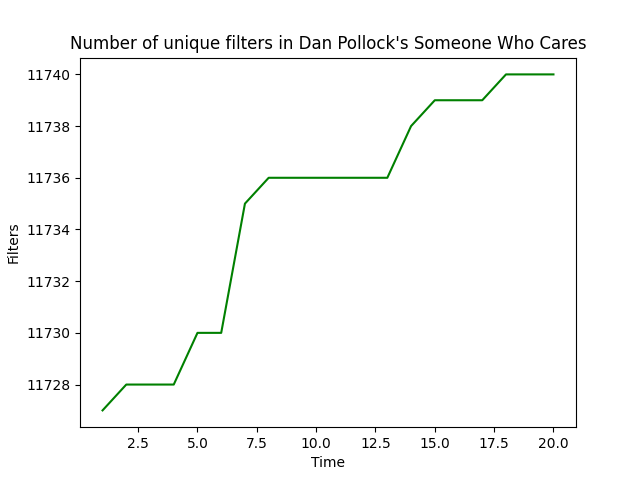 Number of unique filters in Dan Pollock's Someone Who Cares
11740
11738
11736
11734
11732
11730
11728
Filters
2.5 5.0 7.5 10.0 12.5 15.0 17.5 20.0
Time